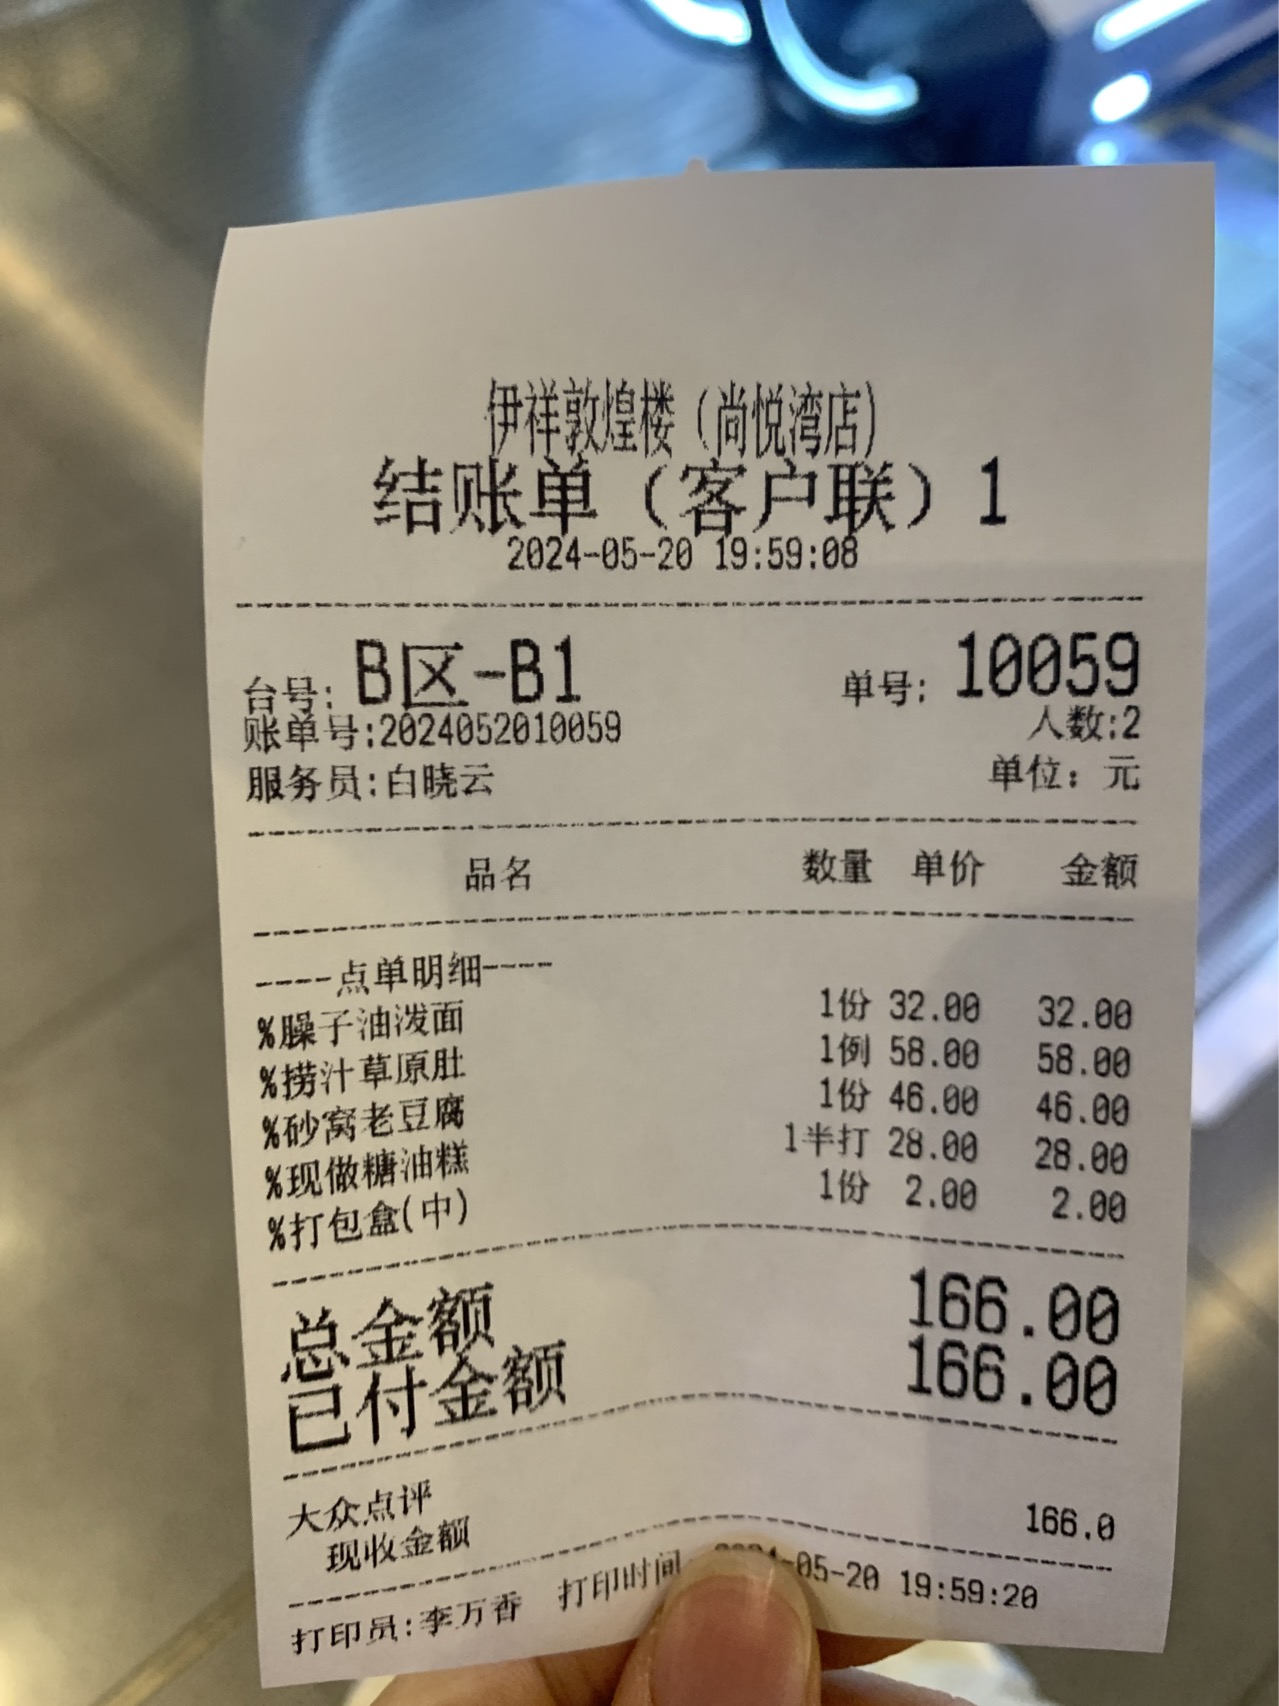 伊祥敦煌楼（尚悦湾店）
结账单（客户联）1
2024-05-20 19:59:08
台号: B区-B1 单号: 10059
账单号:2024052010059 人数:2
服务员:白晓云 单位: 元
品名 数量 单价 金额
----点单明细----
%臊子油泼面 1份 32.00 32.00
%捞汁草原肚 1例 58.00 58.00
%砂窝老豆腐 1份 46.00 46.00
%现做糖油糕 1半打 28.00 28.00
%打包盒(中) 1份 2.00 2.00
总金额 166.00
已付金额 166.00
大众点评 166.0
现收金额
打印员:李万香 打印时间 2024-05-20 19:59:20